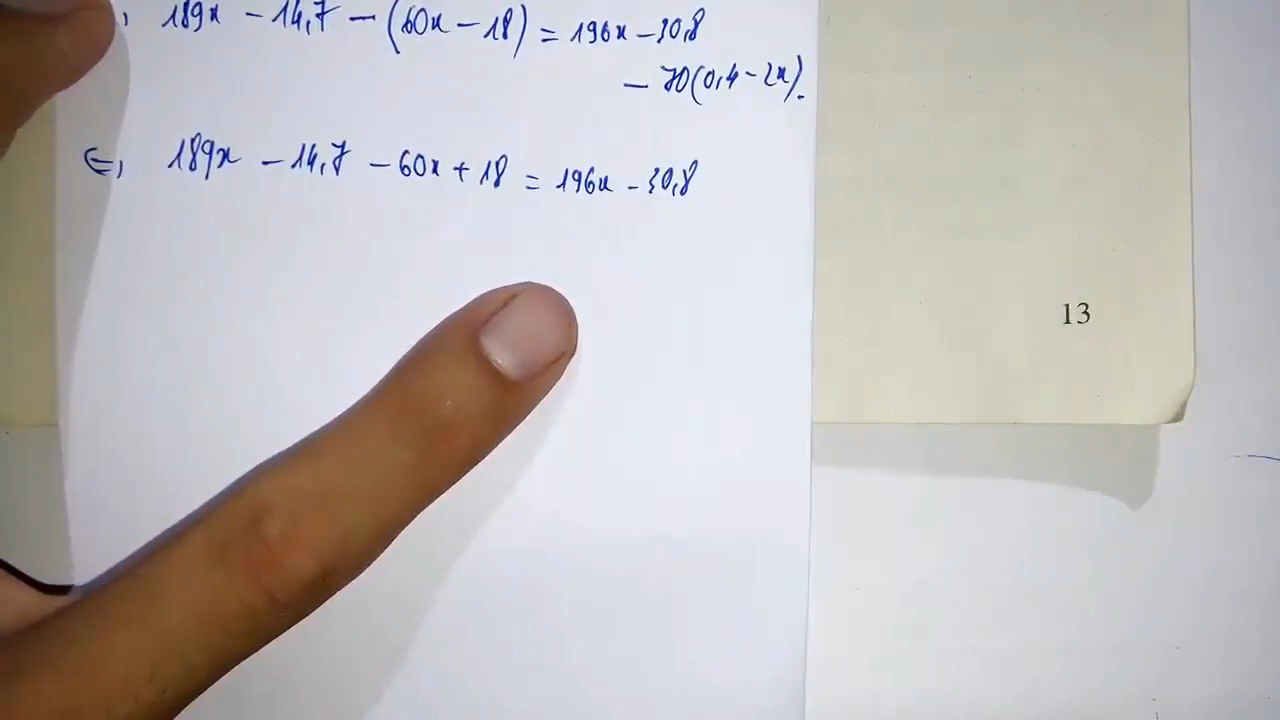 , 189x - 14,7 - (60x - 18) = 196x - 30,8
- 70(0,4 - 2x).
⇔, 189x - 14,7 - 60x + 18 = 196x - 30,8
13